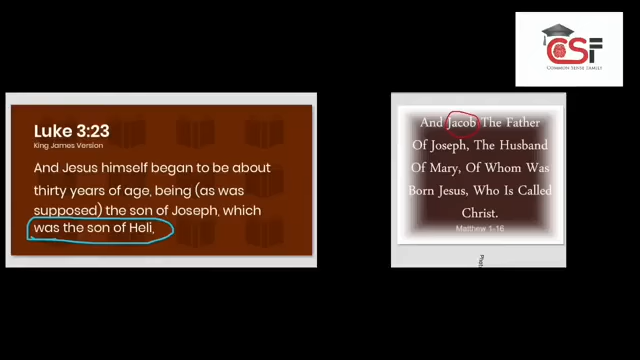 CSF
COMMON SENSE FAMILY
Luke 3:23
King James Version
And Jesus himself began to be about
thirty years of age, being (as was
supposed) the son of Joseph, which
was the son of Heli,
And Jacob The Father
Of Joseph, The Husband
Of Mary, Of Whom Was
Born Jesus, Who Is Called
Christ.
Matthew 1-16